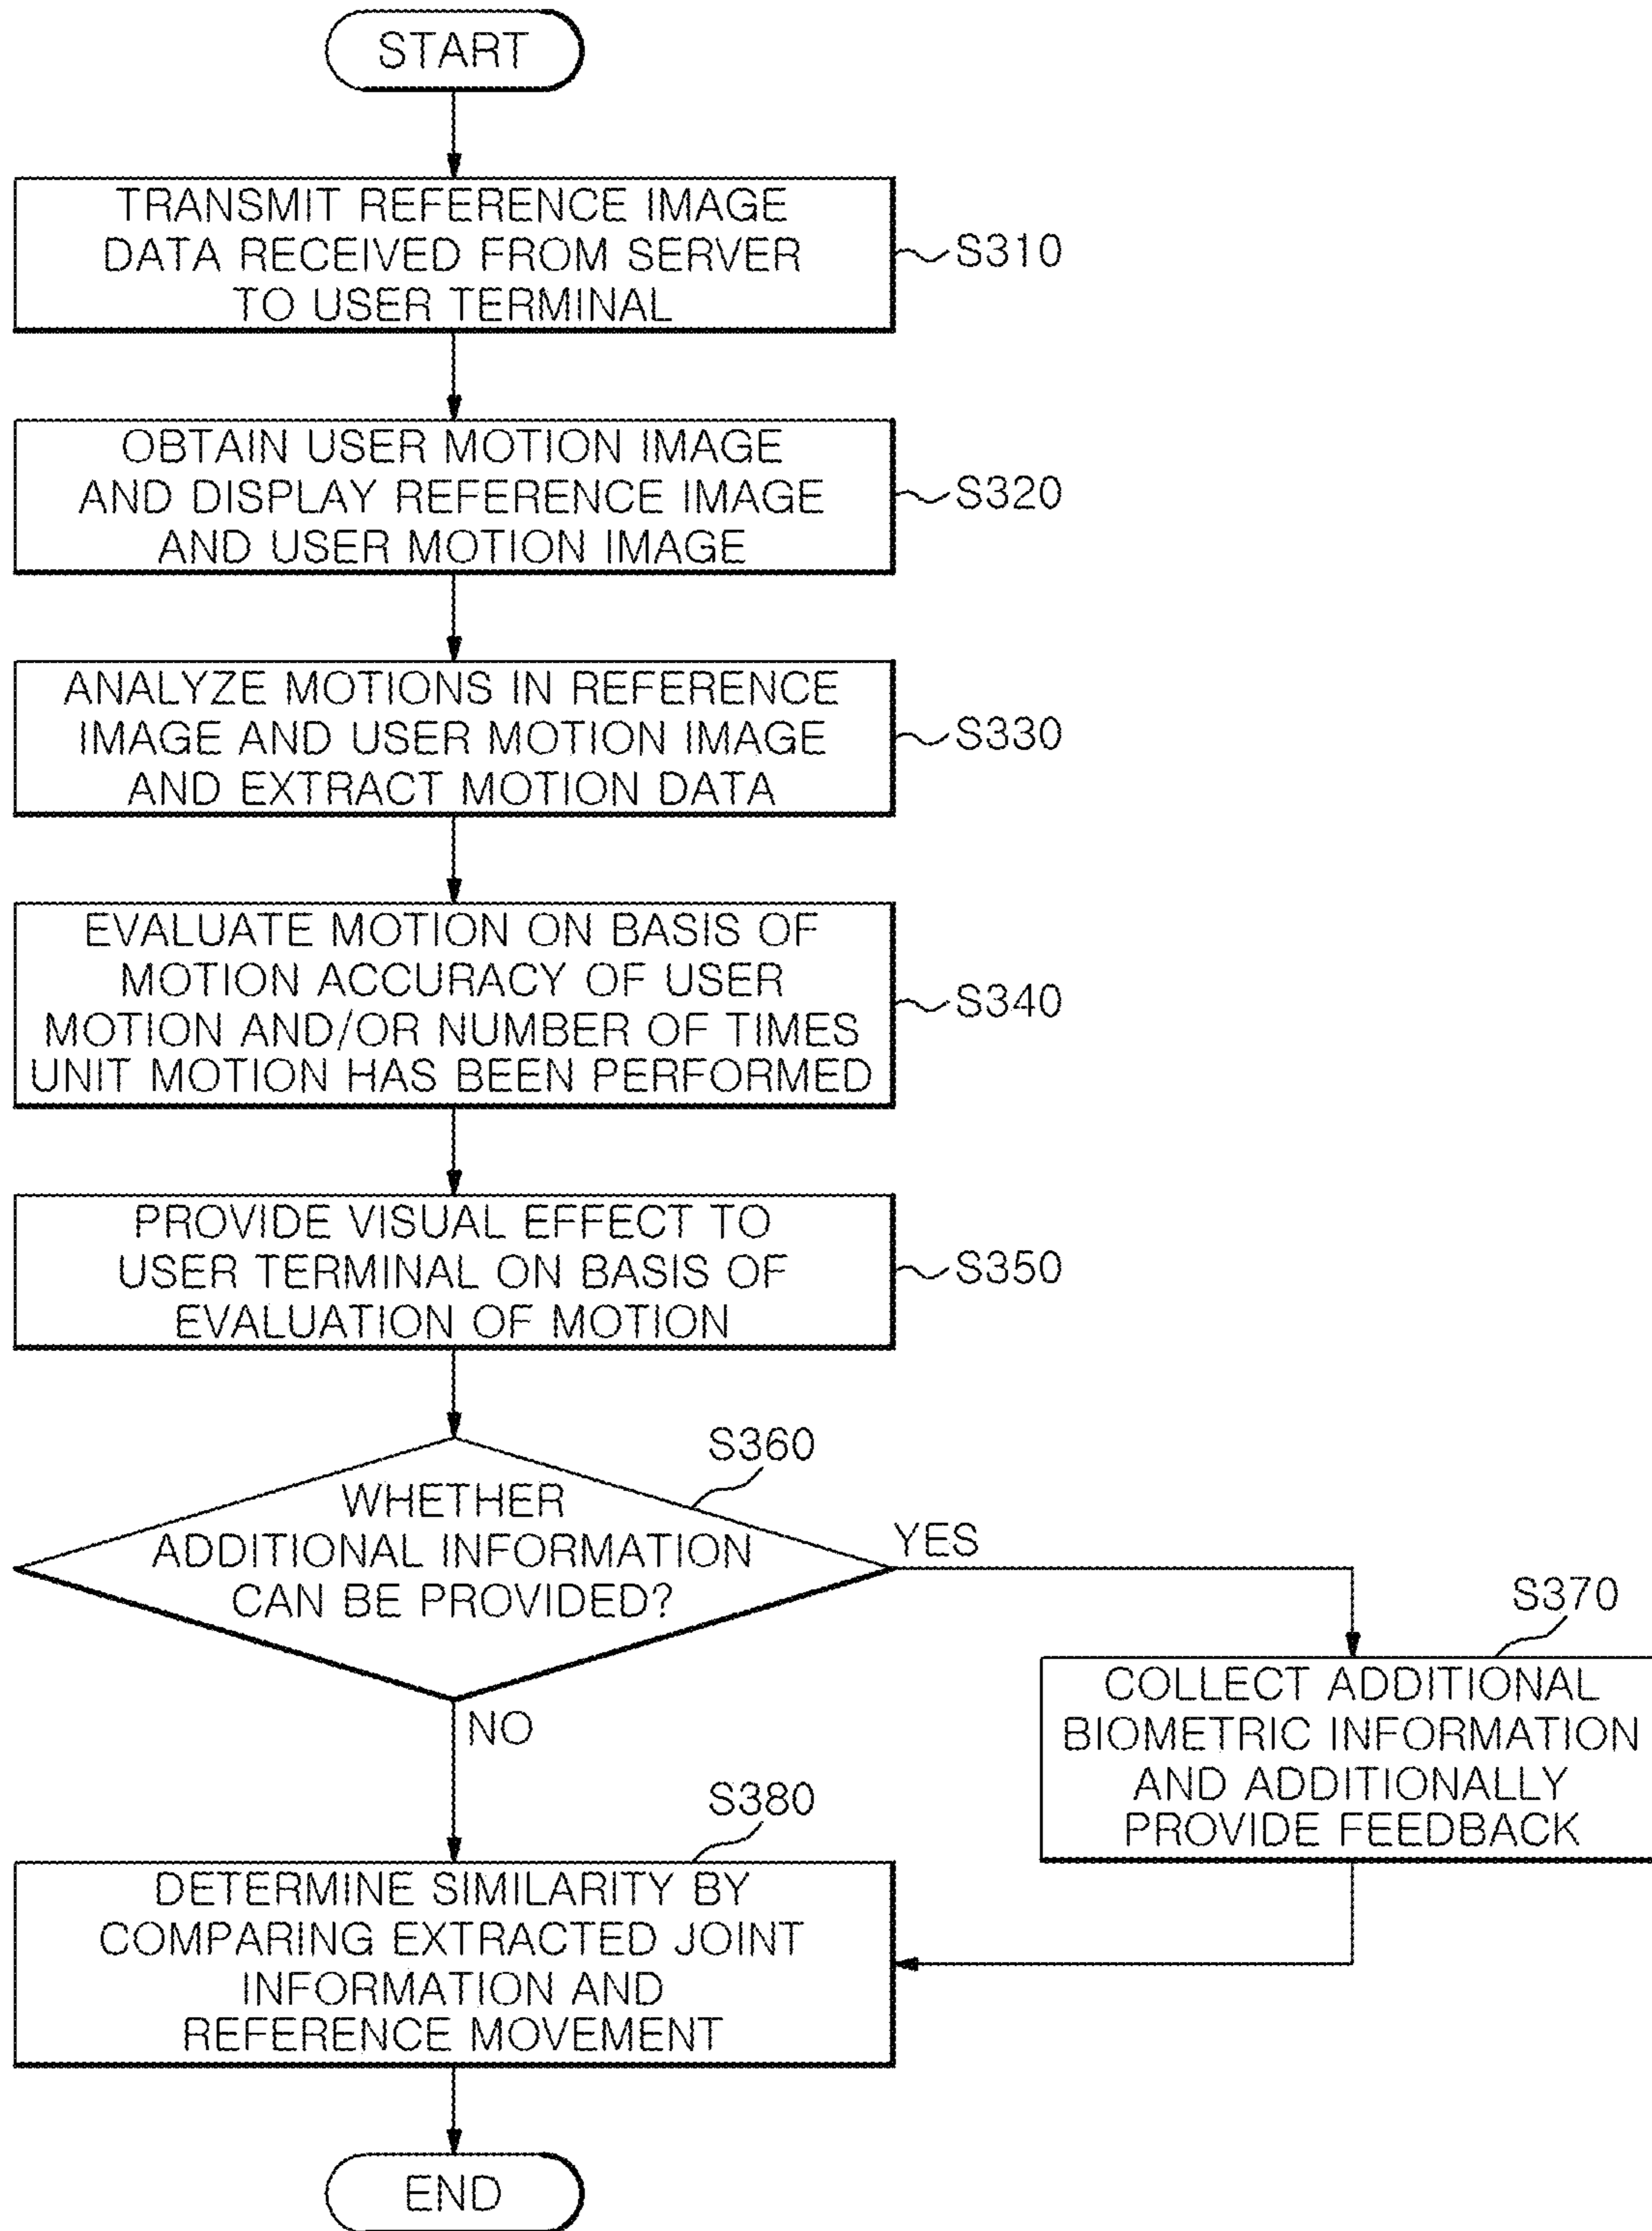 START
TRANSMIT REFERENCE IMAGE
DATA RECEIVED FROM SERVER
TO USER TERMINAL
S310
OBTAIN USER MOTION IMAGE
AND DISPLAY REFERENCE IMAGE
AND USER MOTION IMAGE
S320
ANALYZE MOTIONS IN REFERENCE
IMAGE AND USER MOTION IMAGE
AND EXTRACT MOTION DATA
S330
EVALUATE MOTION ON BASIS OF
MOTION ACCURACY OF USER
MOTION AND/OR NUMBER OF TIMES
UNIT MOTION HAS BEEN PERFORMED
S340
PROVIDE VISUAL EFFECT TO
USER TERMINAL ON BASIS OF
EVALUATION OF MOTION
S350
S360
WHETHER
ADDITIONAL INFORMATION
CAN BE PROVIDED?
YES
NO
S370
COLLECT ADDITIONAL
BIOMETRIC INFORMATION
AND ADDITIONALLY
PROVIDE FEEDBACK
S380
DETERMINE SIMILARITY BY
COMPARING EXTRACTED JOINT
INFORMATION AND
REFERENCE MOVEMENT
END